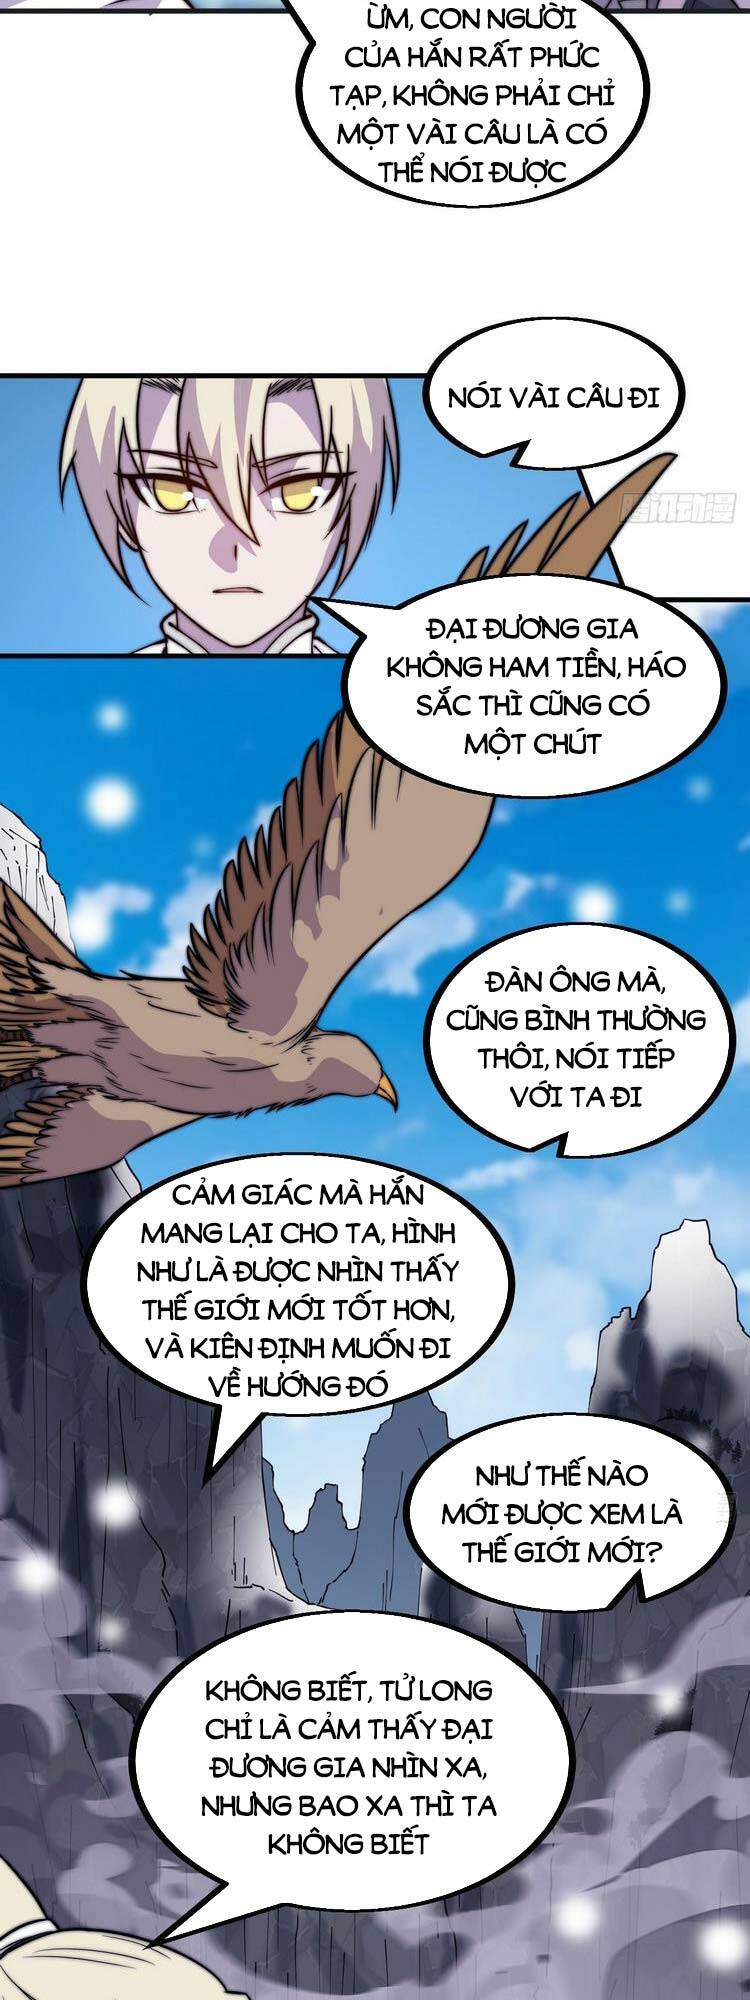 ỪM, CON NGƯỜI
CỦA HẮN RẤT PHỨC
TẠP, KHÔNG PHẢI CHỈ
MỘT VÀI CÂU LÀ CÓ
THỂ NÓI ĐƯỢC
NÓI VÀI CÂU ĐI
腾讯动漫
ĐẠI ĐƯƠNG GIA
KHÔNG HAM TIỀN, HÁO
SẮC THÌ CŨNG CÓ
MỘT CHÚT
ĐÀN ÔNG MÀ,
CŨNG BÌNH THƯỜNG
THÔI, NÓI TIẾP
VỚI TA ĐI
CẢM GIÁC MÀ HẮN
MANG LẠI CHO TA, HÌNH
NHƯ LÀ ĐƯỢC NHÌN THẤY
THẾ GIỚI MỚI TỐT HƠN,
VÀ KIÊN ĐỊNH MUỐN ĐI
VỀ HƯỚNG ĐÓ
NHƯ THẾ NÀO
MỚI ĐƯỢC XEM LÀ
THẾ GIỚI MỚI?
KHÔNG BIẾT, TỬ LONG
CHỈ LÀ CẢM THẤY ĐẠI
ĐƯƠNG GIA NHÌN XA,
NHƯNG BAO XA THÌ TA
KHÔNG BIẾT